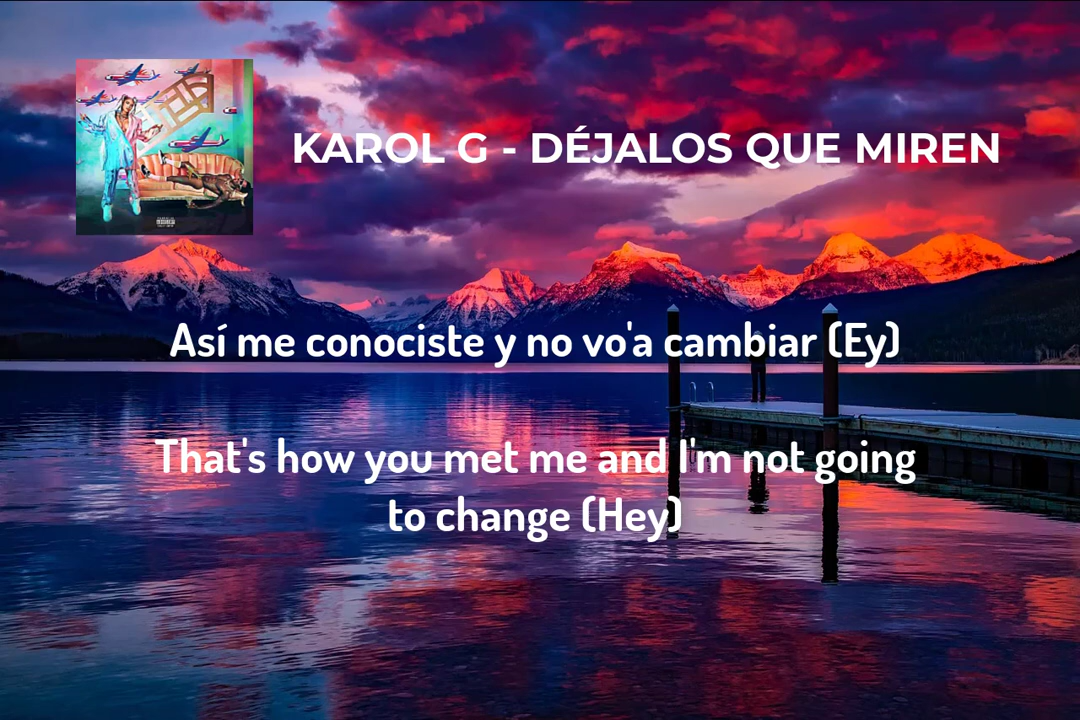 KAROL G - DÉJALOS QUE MIREN
Así me conociste y no vo'a cambiar (Ey)
That's how you met me and I'm not going
to change (Hey)